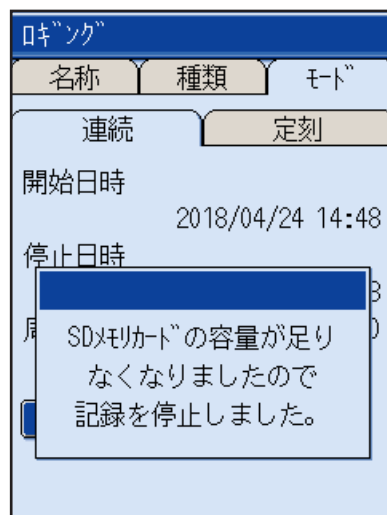 ﾛｷﾞﾝｸﾞ
名称 種類 ﾓｰﾄﾞ
連続 定刻
開始日時
2018/04/24 14:48
停止日時
SDﾒﾓﾘｶｰﾄﾞの容量が足り
なくなりましたので
記録を停止しました。